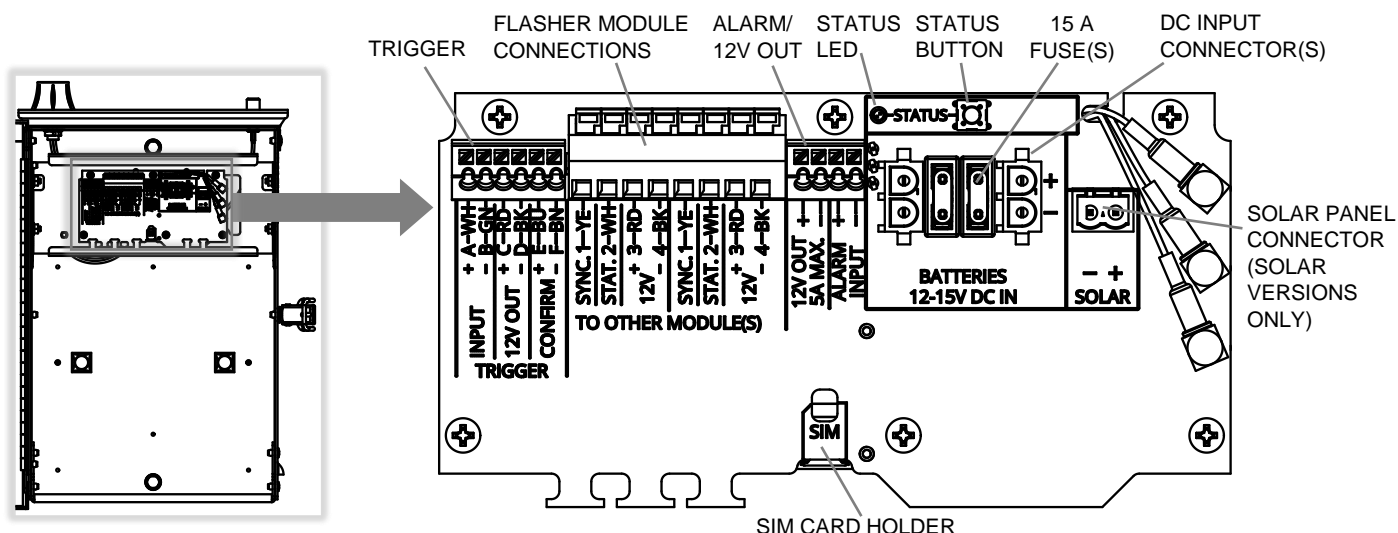 TRIGGER
FLASHER MODULE
CONNECTIONS
ALARM/
12V OUT
STATUS
LED
STATUS
BUTTON
15 A
FUSE(S)
DC INPUT
CONNECTOR(S)
STATUS
+ A-WH
- B-GN
+ C-RD
- D-BK
+ E-BU
- F-BN
INPUT
12V OUT
CONFIRM
TRIGGER
SYNC. 1-YE
STAT. 2-WH
+ 3-RD
12V
- 4-BK
SYNC. 1-YE
STAT. 2-WH
+ 3-RD
12V
- 4-BK
TO OTHER MODULE(S)
12V OUT +
5A MAX. -
ALARM +
INPUT -
+
-
BATTERIES
12-15V DC IN
- +
SOLAR
SOLAR PANEL
CONNECTOR
(SOLAR
VERSIONS
ONLY)
SIM
SIM CARD HOLDER